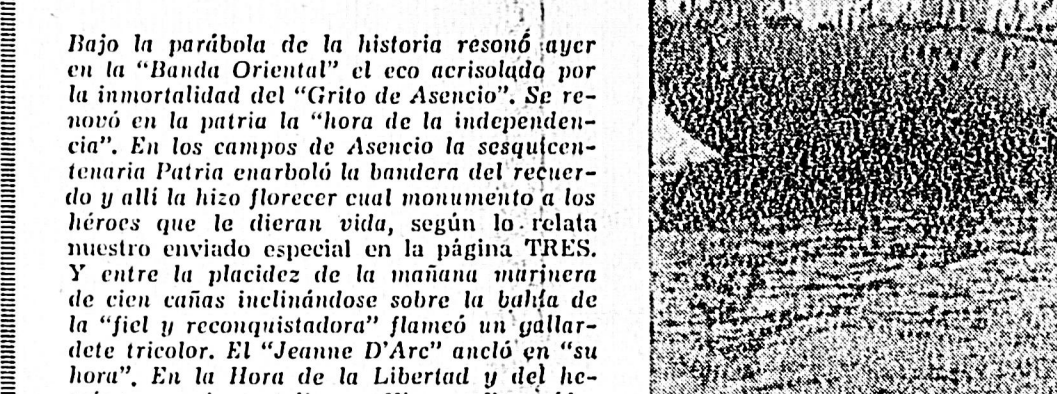 Bajo la parábola de la historia resonó ayer
en la “Banda Oriental” el eco acrisolado por
la inmortalidad del “Grito de Asencio”. Se re-
novó en la patria la “hora de la independen-
cia”. En los campos de Asencio la sesquicen-
tenaria Patria enarboló la bandera del recuer-
do y allí la hizo florecer cual monumento a los
héroes que le dieran vida, según lo relata
nuestro enviado especial en la página TRES.
Y entre la placidez de la mañana marinera
de cien cañas inclinándose sobre la bahía de
la “fiel y reconquistadora” flameó un gallar-
dete tricolor. El “Jeanne D’Arc” ancló en “su
hora”. En la Hora de la Libertad y del he-